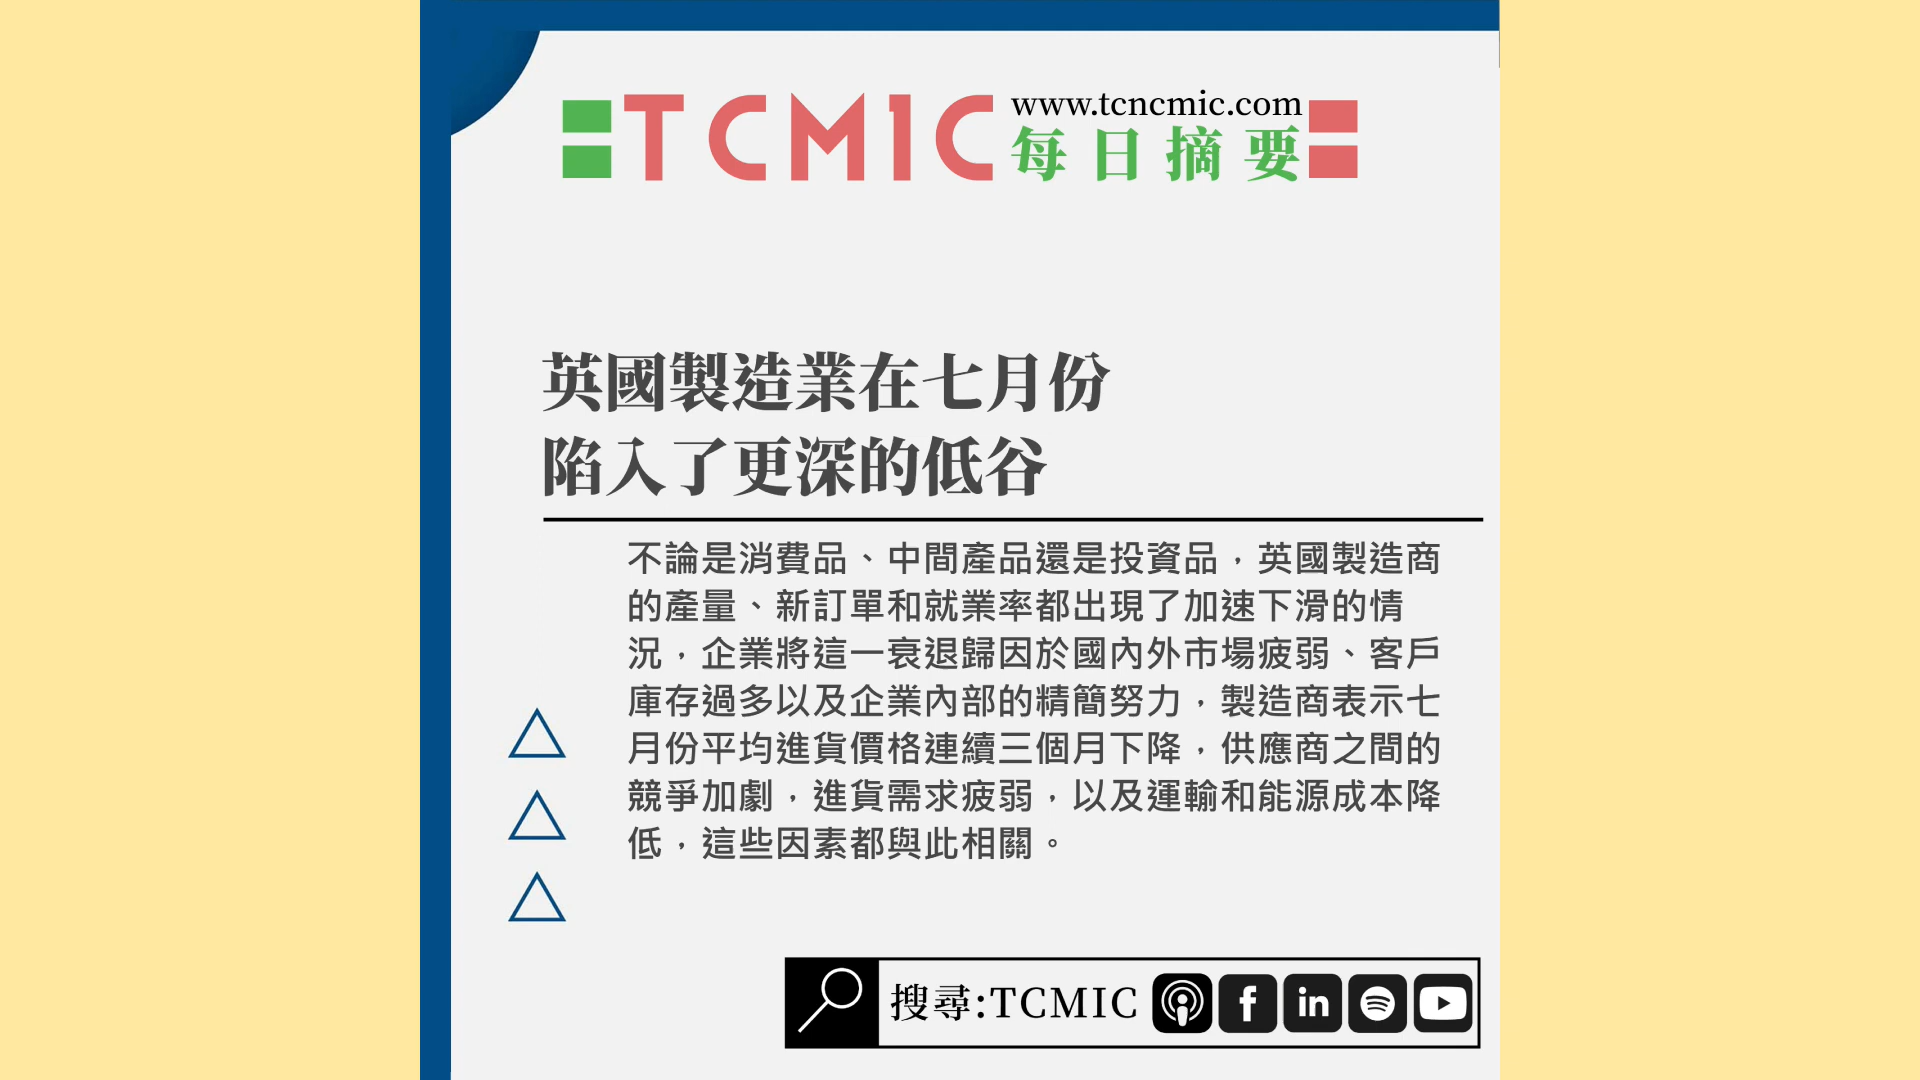 TCMIC
www.tcncmic.com
每日摘要
英國製造業在七月份
陷入了更深的低谷
不論是消費品、中間產品還是投資品，英國製造商
的產量、新訂單和就業率都出現了加速下滑的情
況，企業將這一衰退歸因於國內外市場疲弱、客戶
庫存過多以及企業內部的精簡努力，製造商表示七
月份平均進貨價格連續三個月下降，供應商之間的
競爭加劇，進貨需求疲弱，以及運輸和能源成本降
低，這些因素都與此相關。
搜尋:TCMIC